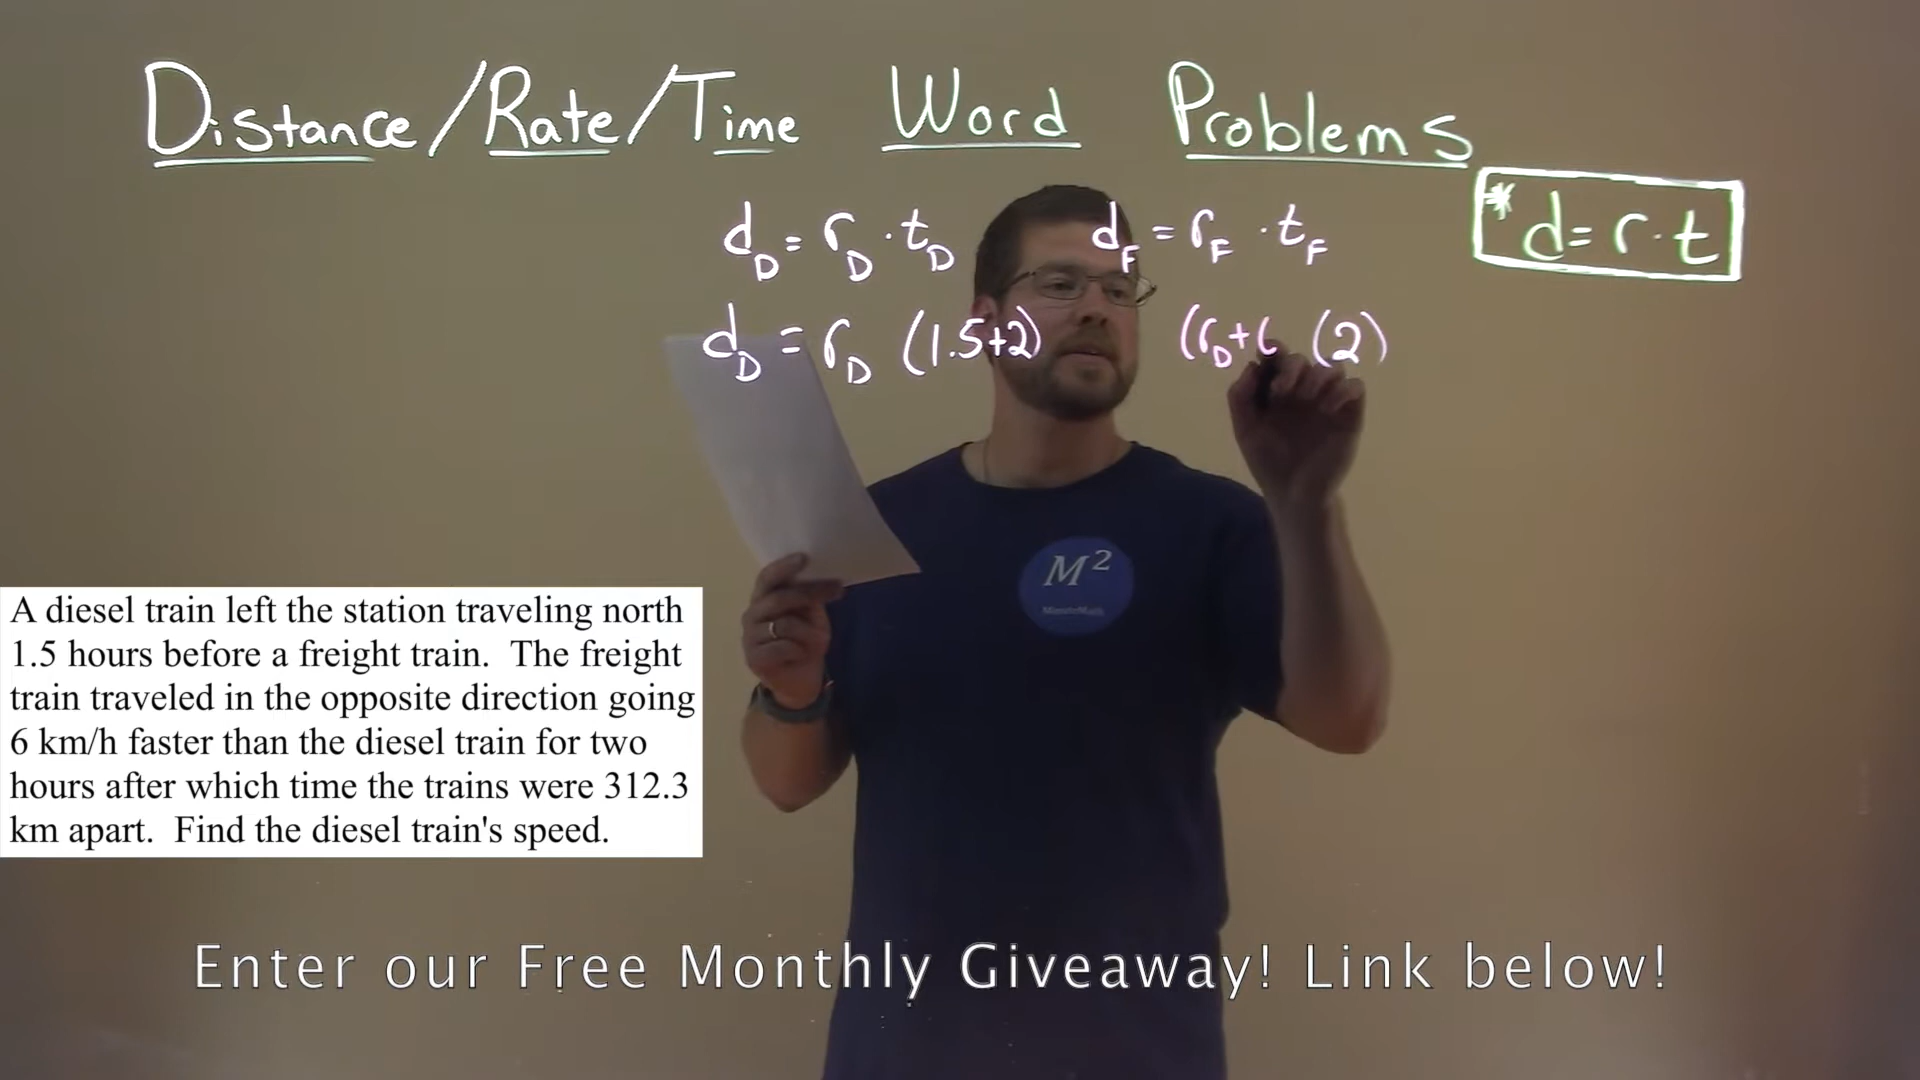 Distance/Rate/Time Word Problems
* d = r · t
d_D = r_D · t_D
d_F = r_F · t_F
d_D = r_D (1.5+2)
(r_D + 6 (2)
M²
MinuteMath
A diesel train left the station traveling north
1.5 hours before a freight train. The freight
train traveled in the opposite direction going
6 km/h faster than the diesel train for two
hours after which time the trains were 312.3
km apart. Find the diesel train's speed.
Enter our Free Monthly Giveaway! Link below!